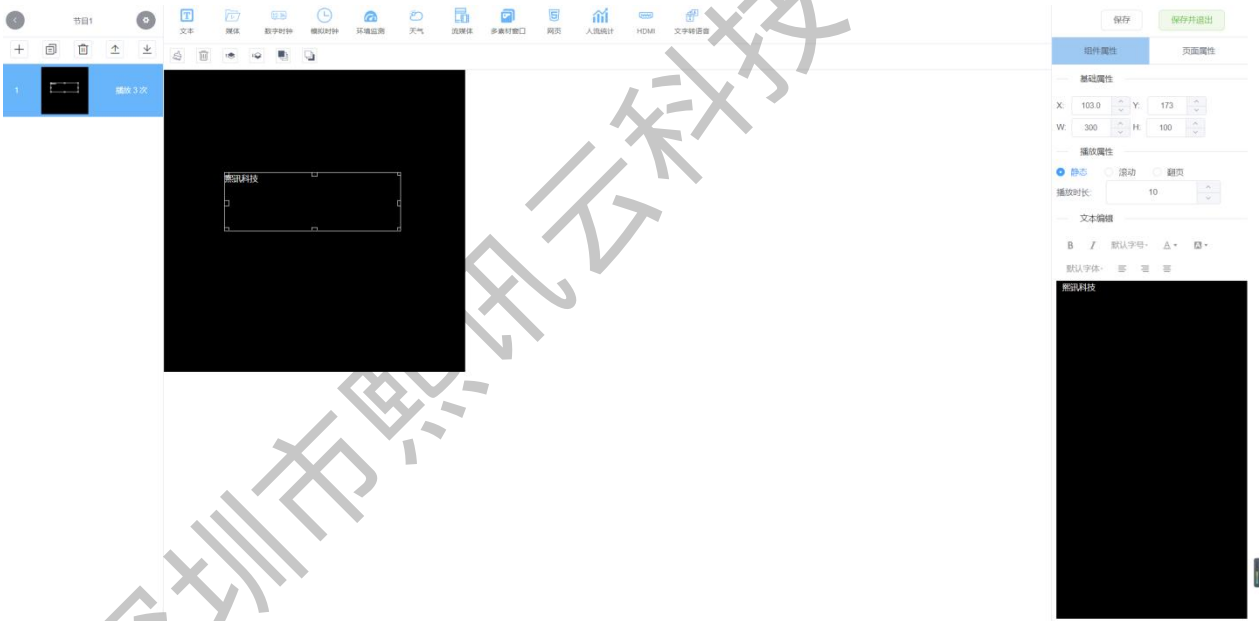 节目1
保存
保存并退出
文本
媒体
数字时钟
模拟时钟
环境监测
天气
流媒体
多素材窗口
网页
人流统计
HDMI
文字转语音
组件属性
页面属性
1
播放 3 次
基础属性
X: 103.0 Y: 173
W: 300 H: 100
播放属性
静态 滚动 翻页
播放时长: 10
文本编辑
B I 默认字号 A A
默认字体
熙讯科技
熙讯科技
深圳市熙讯云科技